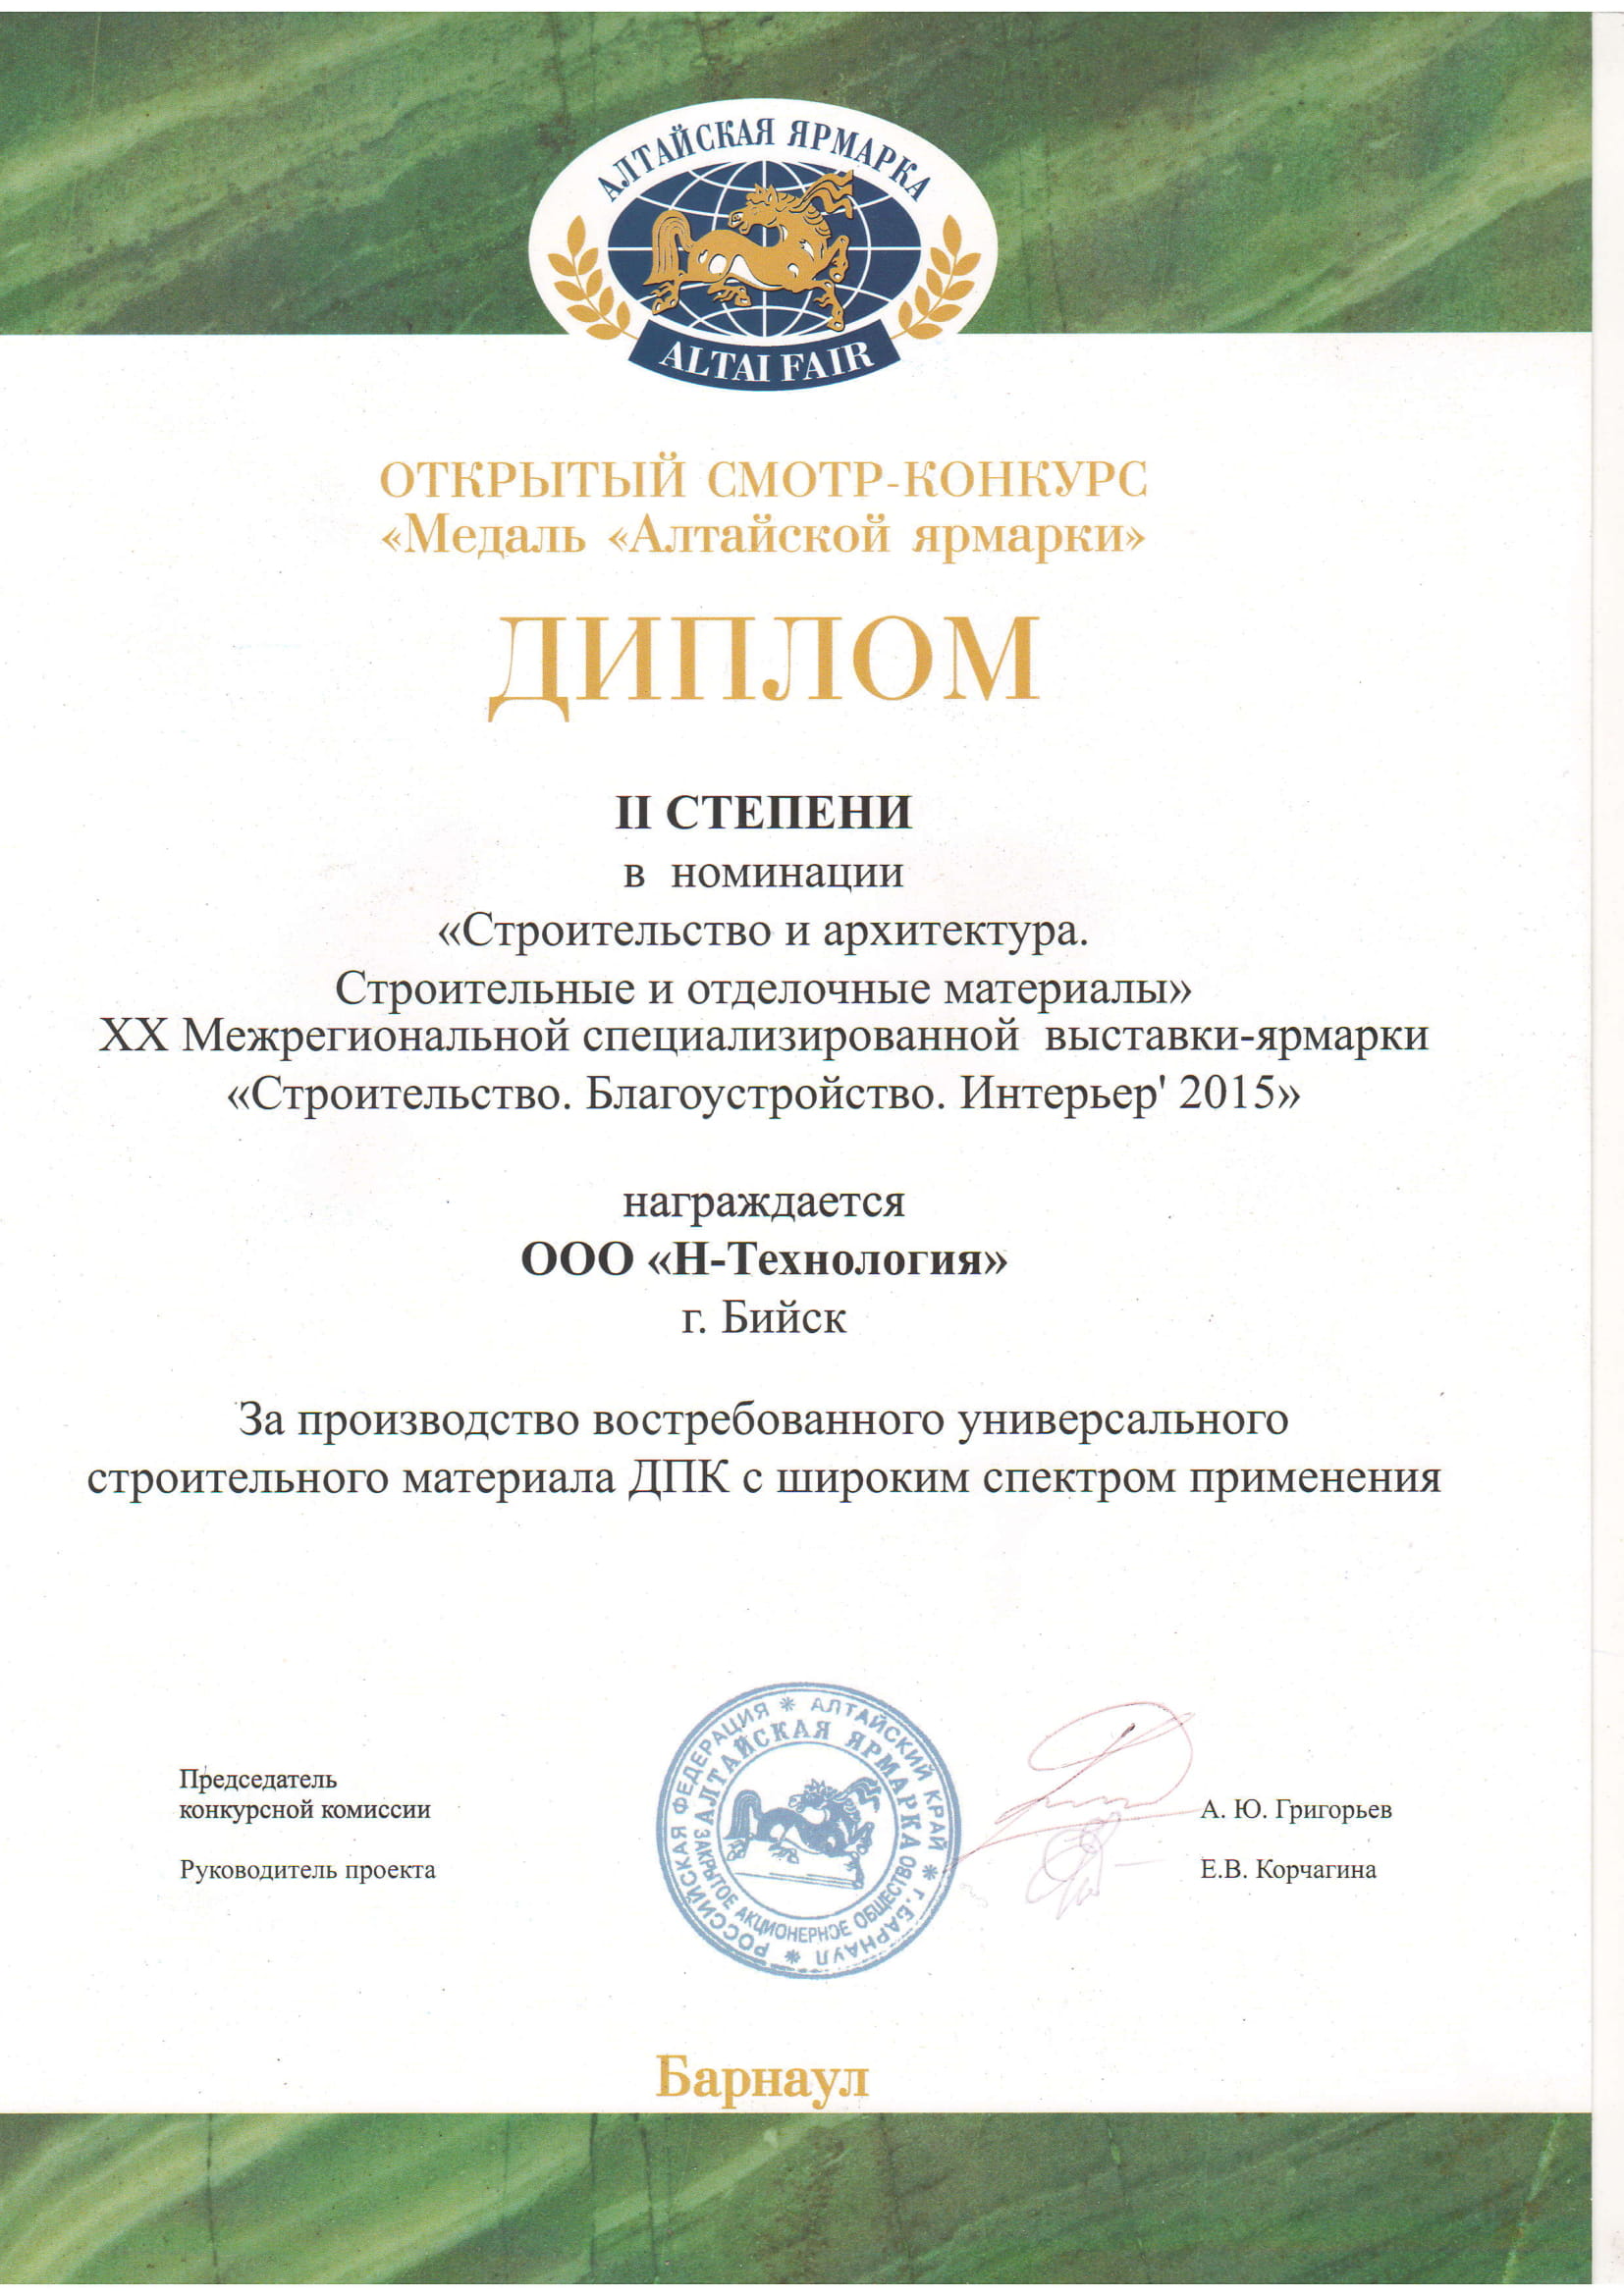 АЛТАЙСКАЯ ЯРМАРКА
ALTAI FAIR
ОТКРЫТЫЙ СМОТР-КОНКУРС
«Медаль «Алтайской ярмарки»
ДИПЛОМ
II СТЕПЕНИ
в номинации
«Строительство и архитектура.
Строительные и отделочные материалы»
XX Межрегиональной специализированной выставки-ярмарки
«Строительство. Благоустройство. Интерьер' 2015»
награждается
ООО «Н-Технология»
г. Бийск
За производство востребованного универсального
строительного материала ДПК с широким спектром применения
РОССИЙСКАЯ ФЕДЕРАЦИЯ * АЛТАЙСКИЙ КРАЙ * Г. БАРНАУЛ *
АЛТАЙСКАЯ ЯРМАРКА
ЗАКРЫТОЕ АКЦИОНЕРНОЕ ОБЩЕСТВО
Председатель
конкурсной комиссии
А. Ю. Григорьев
Руководитель проекта
Е.В. Корчагина
Барнаул